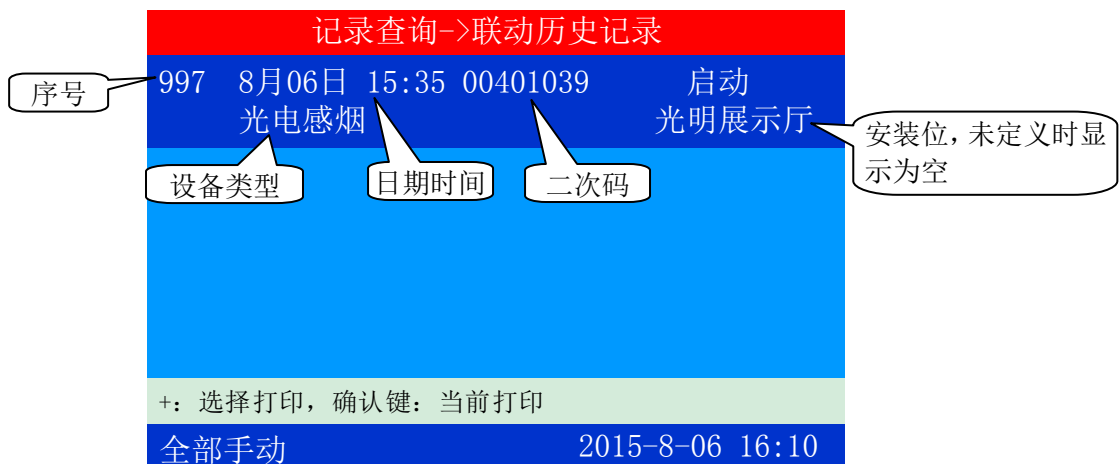 记录查询->联动历史记录
序号
997 8月06日 15:35 00401039 启动
光电感烟 光明展示厅
安装位,未定义时显
示为空
设备类型
日期时间
二次码
+: 选择打印, 确认键: 当前打印
全部手动 2015-8-06 16:10